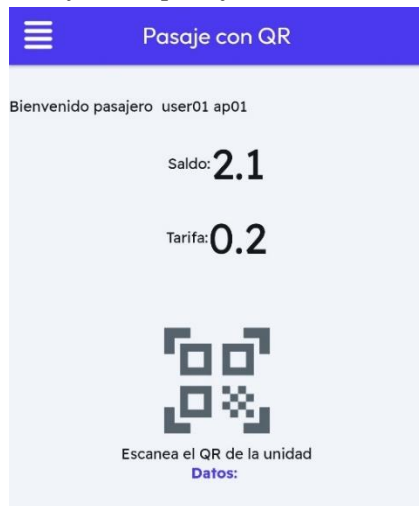 Pasaje con QR
Bienvenido pasajero user01 ap01
Saldo:2.1
Tarifa:0.2
Escanea el QR de la unidad
Datos: